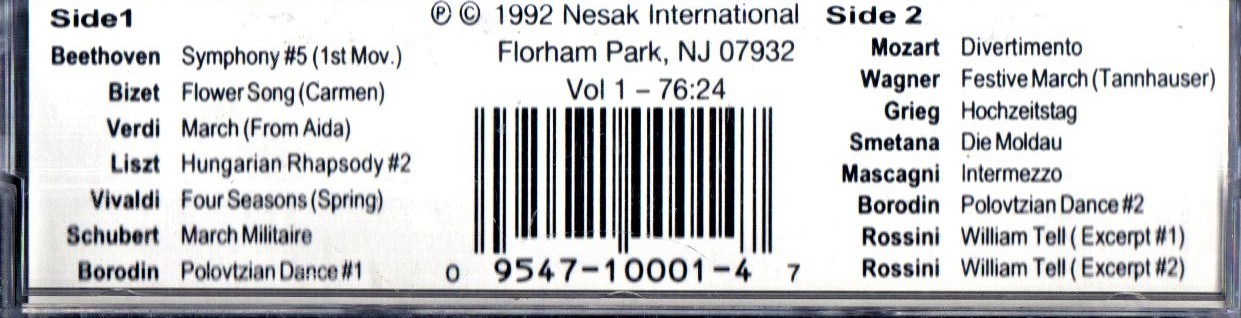 Side1
Beethoven Symphony #5 (1st Mov.)
Bizet Flower Song (Carmen)
Verdi March (From Aida)
Liszt Hungarian Rhapsody #2
Vivaldi Four Seasons (Spring)
Schubert March Militaire
Borodin Polovtzian Dance #1
℗ © 1992 Nesak International
Florham Park, NJ 07932
Vol 1 – 76:24
0 9547-10001-4 7
Side 2
Mozart Divertimento
Wagner Festive March (Tannhauser)
Grieg Hochzeitstag
Smetana Die Moldau
Mascagni Intermezzo
Borodin Polovtzian Dance #2
Rossini William Tell ( Excerpt #1)
Rossini William Tell ( Excerpt #2)